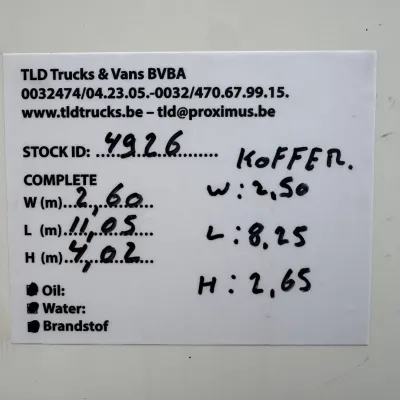 TLD Trucks & Vans BVBA
0032474/04.23.05.-0032/470.67.99.15.
www.tldtrucks.be – tld@proximus.be
STOCK ID: 4926
KOFFER.
COMPLETE
W (m) 2,60
W: 2,50
L (m) 11,05
L: 8,25
H (m) 4,02
H: 2,65
Oil:
Water:
Brandstof